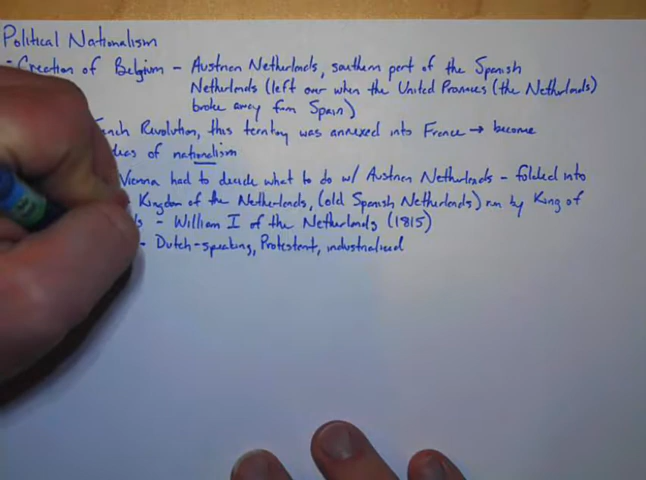 Political Nationalism
- Creation of Belgium - Austrian Netherlands, southern part of the Spanish
Netherlands (left over when the United Provinces (the Netherlands)
broke away from Spain)
French Revolution, this territory was annexed into France → become
ideas of nationalism
Vienna had to decide what to do w/ Austrian Netherlands - folded into
Kingdom of the Netherlands, (old Spanish Netherlands) run by King of
- William I of the Netherlands (1815)
- Dutch-speaking, Protestant, industrialised